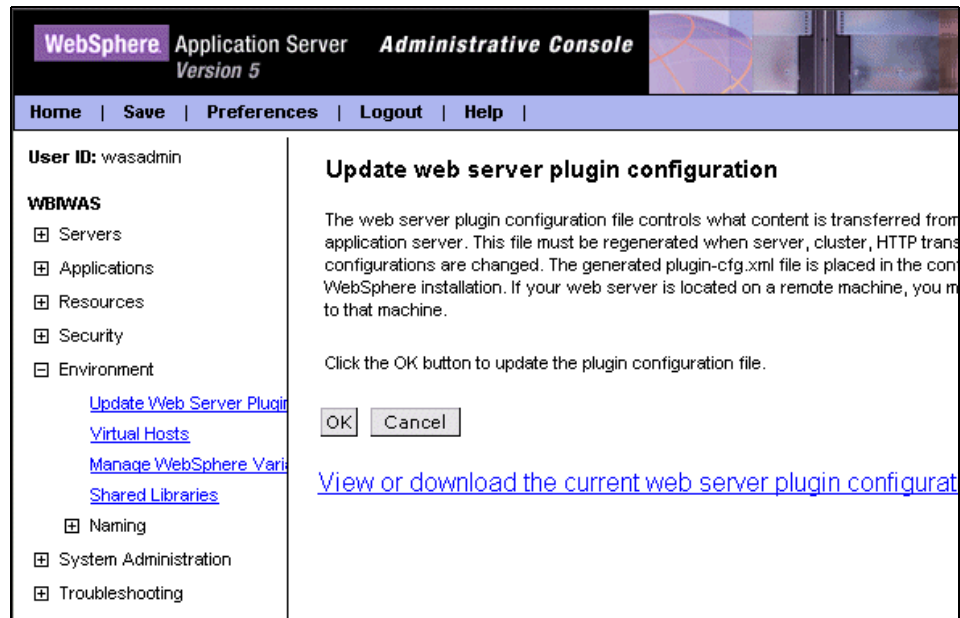 WebSphere Application Server Administrative Console
Version 5
Home | Save | Preferences | Logout | Help |
User ID: wasadmin
WBIWAS
Servers
Applications
Resources
Security
Environment
Update Web Server Plugin
Virtual Hosts
Manage WebSphere Vari
Shared Libraries
Naming
System Administration
Troubleshooting
Update web server plugin configuration
The web server plugin configuration file controls what content is transferred from
application server. This file must be regenerated when server, cluster, HTTP trans
configurations are changed. The generated plugin-cfg.xml file is placed in the con
WebSphere installation. If your web server is located on a remote machine, you m
to that machine.
Click the OK button to update the plugin configuration file.
OK Cancel
View or download the current web server plugin configurat